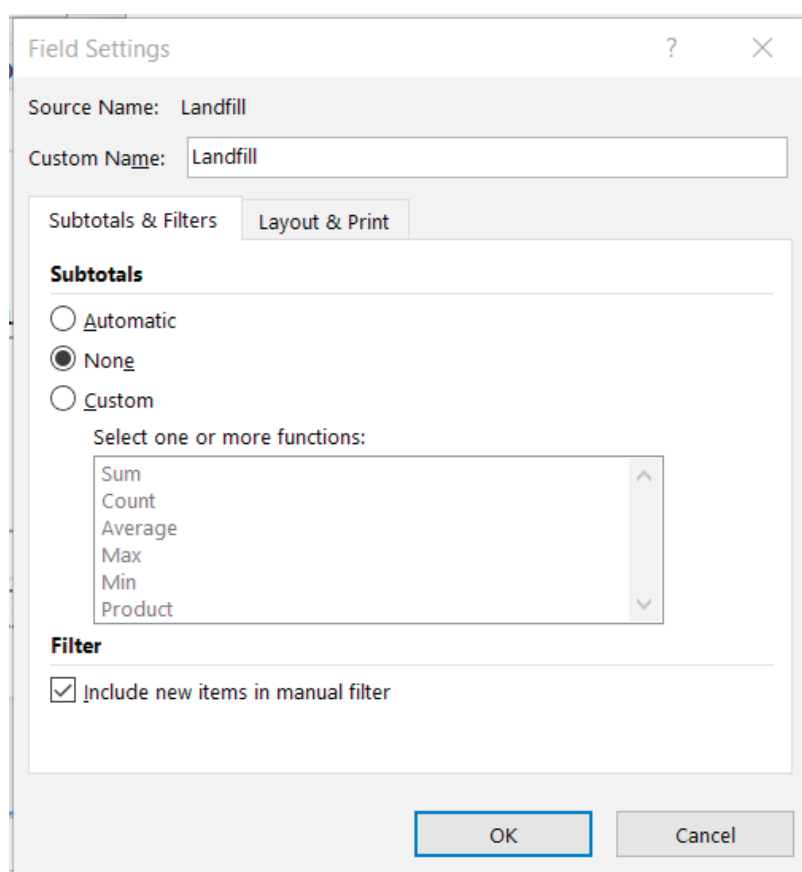 Field Settings ?
Source Name: Landfill
Custom Name: Landfill
Subtotals & Filters Layout & Print
Subtotals
Automatic
None
Custom
Select one or more functions:
Sum
Count
Average
Max
Min
Product
Filter
Include new items in manual filter
OK Cancel